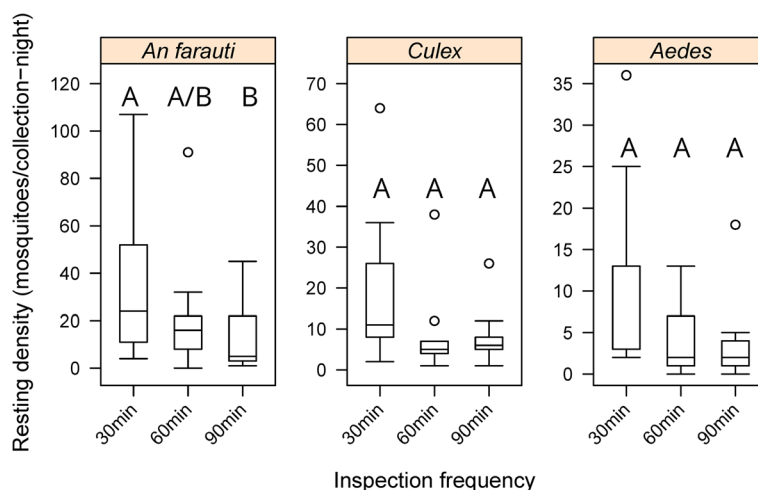 An farauti
Culex
Aedes
Resting density (mosquitoes/collection−night)
120
100
80
60
40
20
0
A A/B B
30min
60min
90min
70
60
50
40
30
20
10
0
A A A
30min
60min
90min
35
30
25
20
15
10
5
0
A A A
30min
60min
90min
Inspection frequency